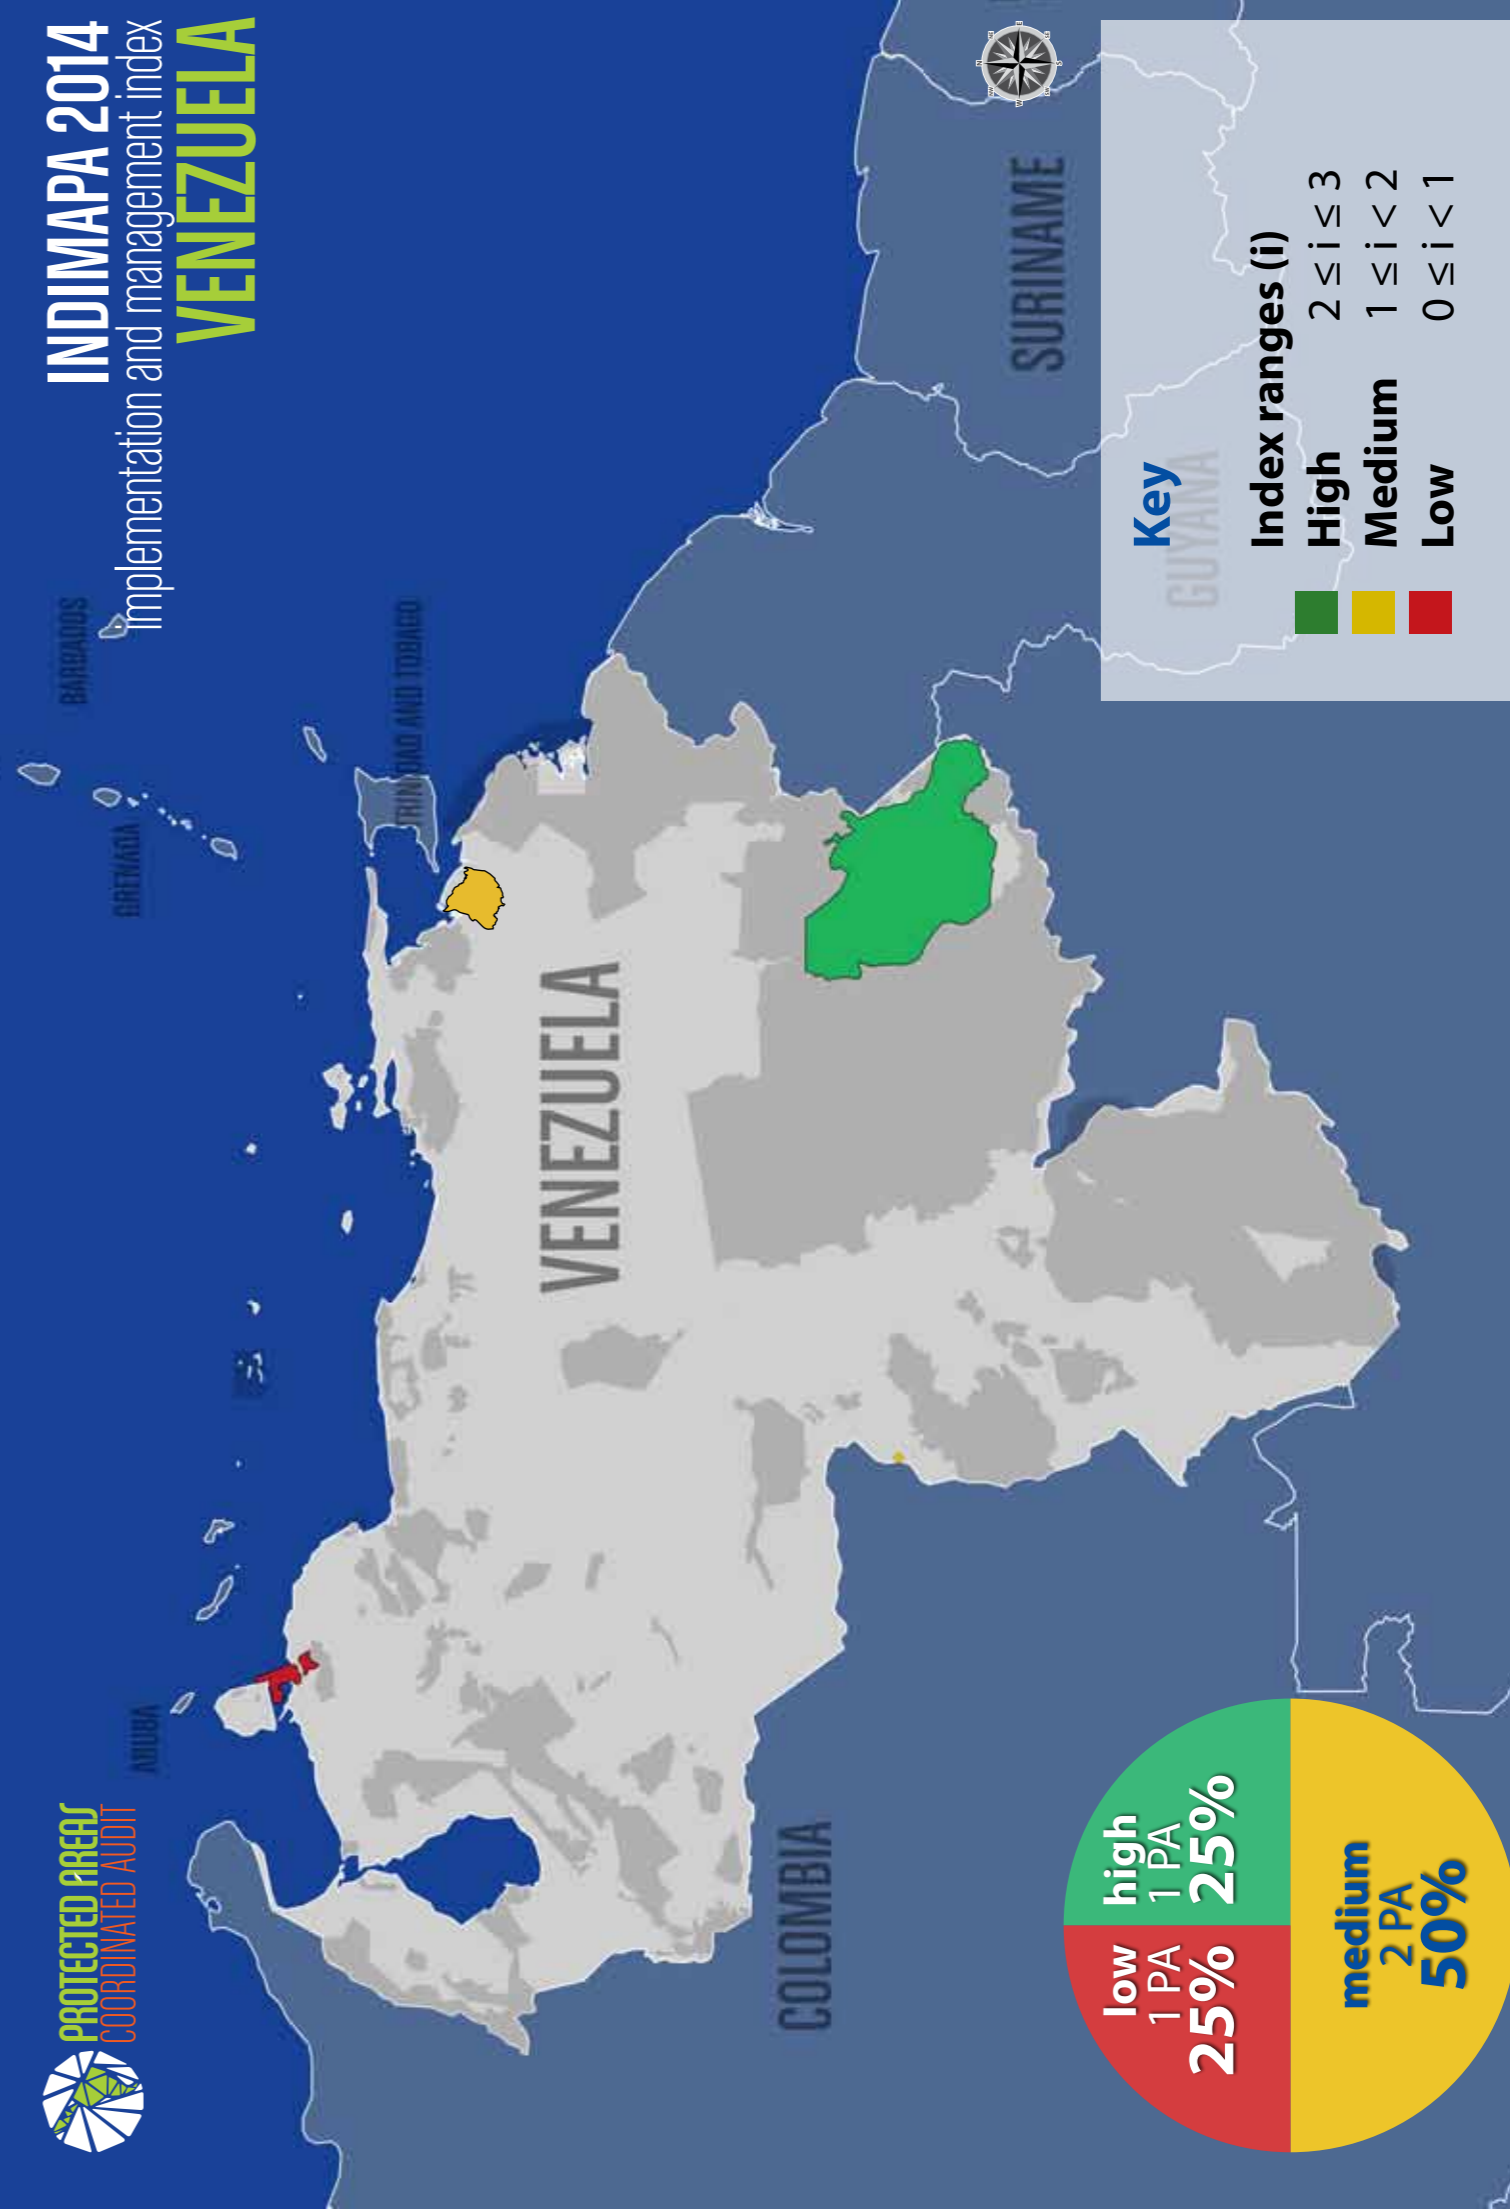 PROTECTED AREAS
COORDINATED AUDIT
INDIMAPA 2014
Implementation and management index
VENEZUELA
BARBADOS
GRENADA
TRINIDAD AND TOBAGO
ARUBA
VENEZUELA
COLOMBIA
SURINAME
GUYANA
low
1 PA
25%
high
1 PA
25%
medium
2 PA
50%
Key
Index ranges (i)
High 2 ≤ i ≤ 3
Medium 1 ≤ i < 2
Low 0 ≤ i < 1